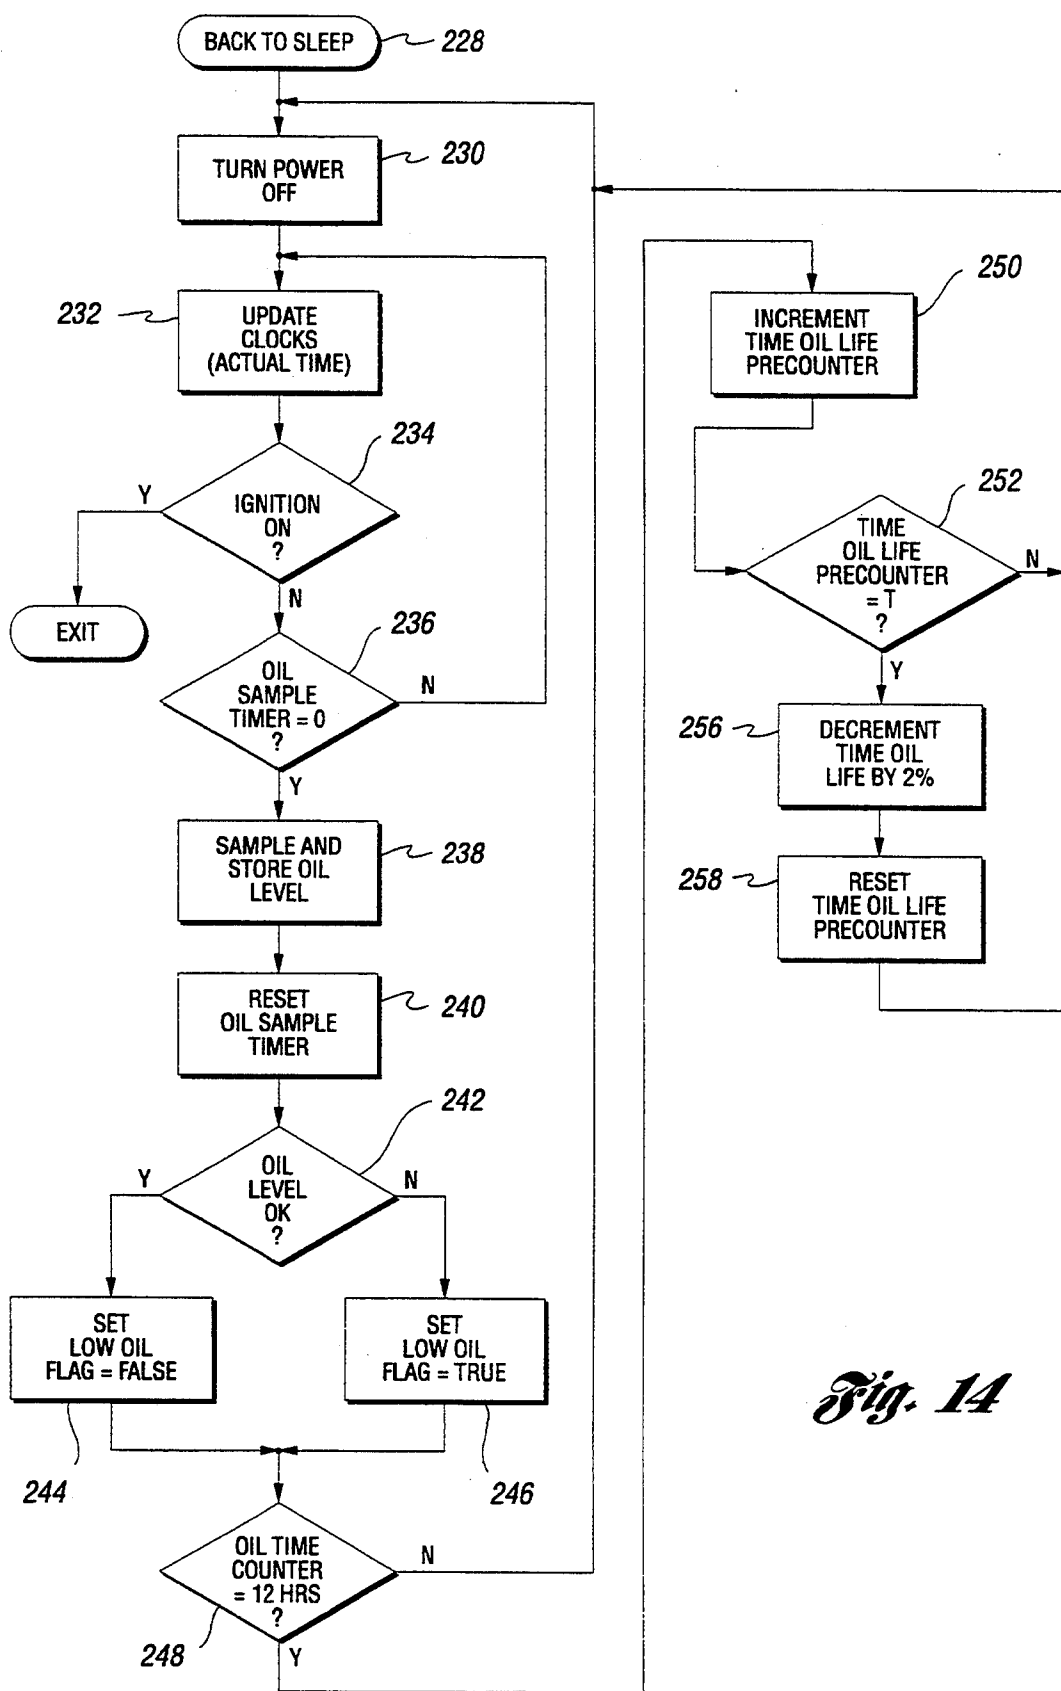 BACK TO SLEEP
228
TURN POWER
OFF
230
232
UPDATE
CLOCKS
(ACTUAL TIME)
234
IGNITION
ON
?
Y
N
EXIT
236
OIL
SAMPLE
TIMER = 0
?
N
Y
SAMPLE AND
STORE OIL
LEVEL
238
RESET
OIL SAMPLE
TIMER
240
242
OIL
LEVEL
OK
?
Y
N
SET
LOW OIL
FLAG = FALSE
244
SET
LOW OIL
FLAG = TRUE
246
OIL TIME
COUNTER
= 12 HRS
?
N
248
Y
250
INCREMENT
TIME OIL LIFE
PRECOUNTER
252
TIME
OIL LIFE
PRECOUNTER
= T
?
N
Y
256
DECREMENT
TIME OIL
LIFE BY 2%
258
RESET
TIME OIL LIFE
PRECOUNTER
Fig. 14